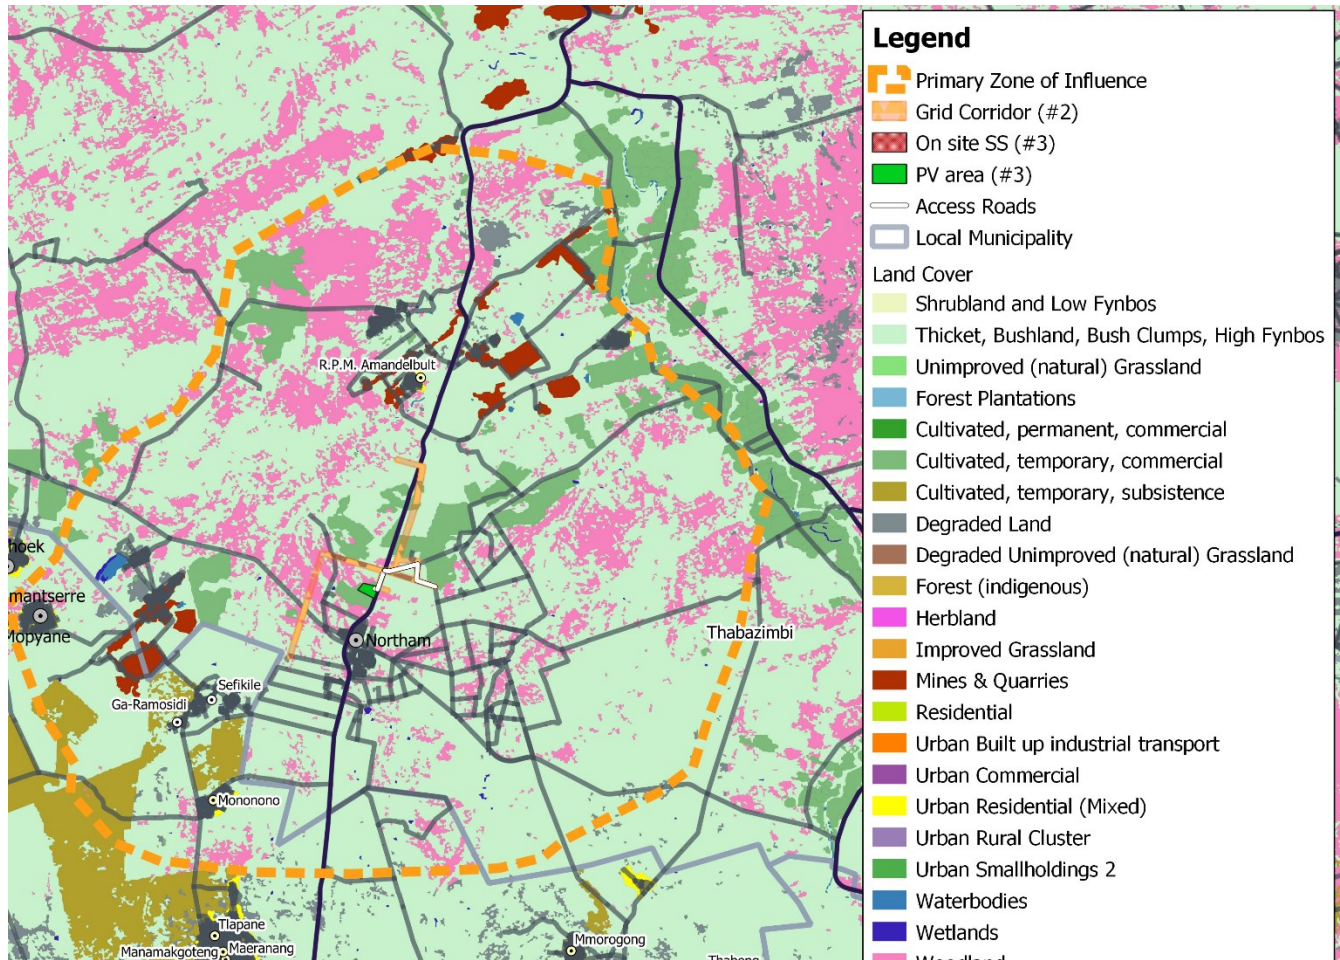 Legend
Primary Zone of Influence
Grid Corridor (#2)
On site SS (#3)
PV area (#3)
Access Roads
Local Municipality
Land Cover
Shrubland and Low Fynbos
Thicket, Bushland, Bush Clumps, High Fynbos
Unimproved (natural) Grassland
Forest Plantations
Cultivated, permanent, commercial
Cultivated, temporary, commercial
Cultivated, temporary, subsistence
Degraded Land
Degraded Unimproved (natural) Grassland
Forest (indigenous)
Herbland
Improved Grassland
Mines & Quarries
Residential
Urban Built up industrial transport
Urban Commercial
Urban Residential (Mixed)
Urban Rural Cluster
Urban Smallholdings 2
Waterbodies
Wetlands
Woodland
R.P.M. Amandelbult
hoek
mantserre
Mopyane
Northam
Thabazimbi
Sefikile
Ga-Ramosidi
Mononono
Tlapane
Manamakgoteng
Maeranang
Mmorogong